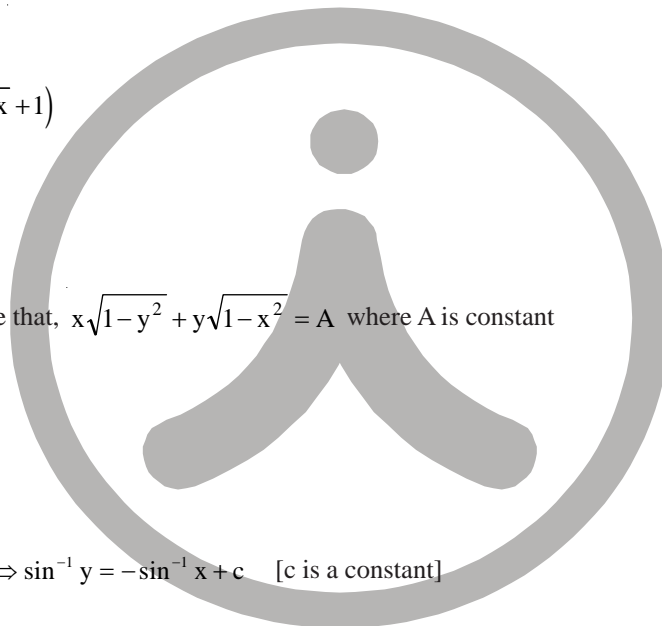 x̅ +1)
that, x√(1−y²) + y√(1−x²) = A where A is constant
⇒ sin⁻¹ y = −sin⁻¹ x + c [c is a constant]